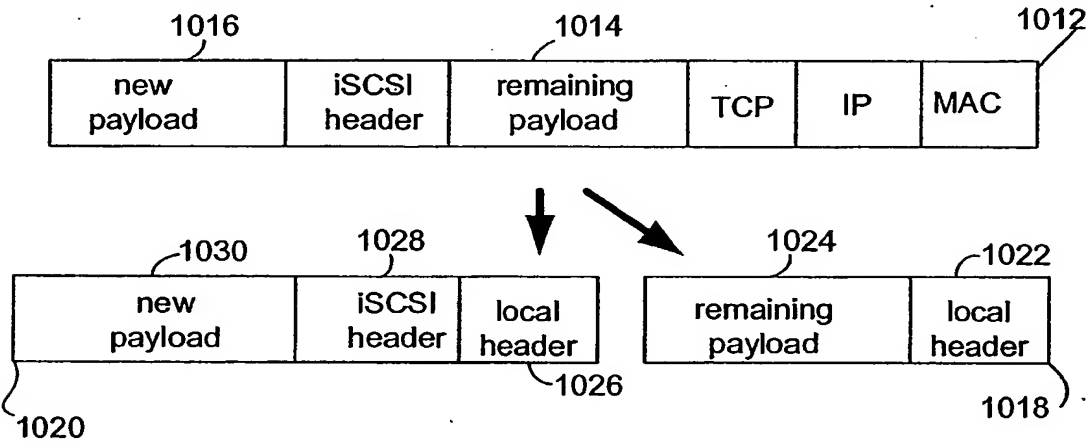 1016
1014
1012
new payload
iSCSI header
remaining payload
TCP
IP
MAC
1030
1028
1024
1022
new payload
iSCSI header
local header
remaining payload
local header
1020
1026
1018